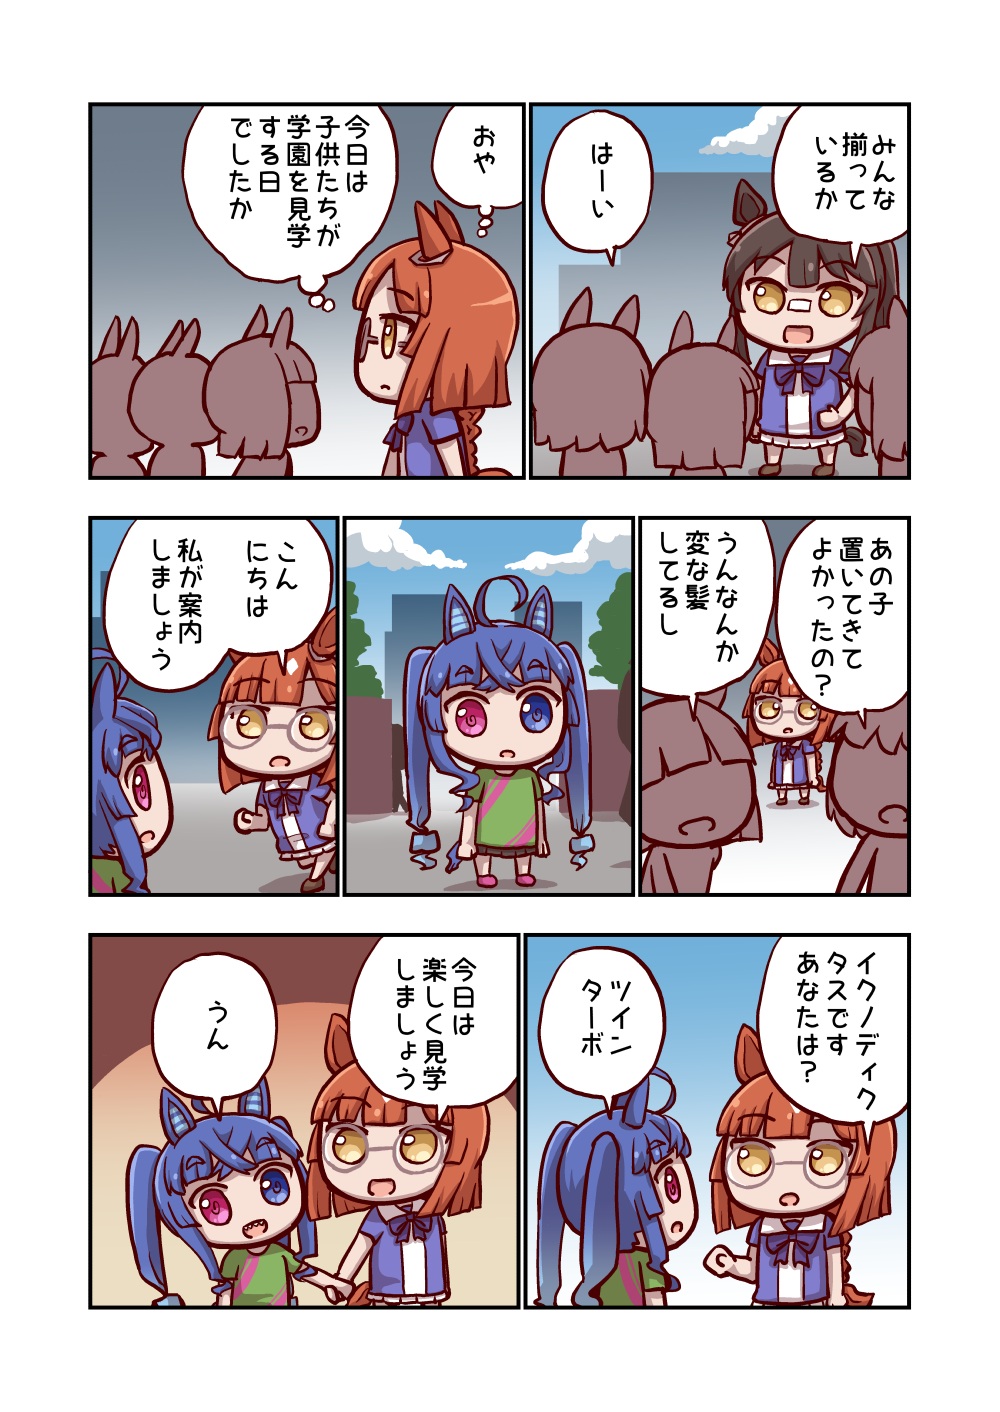 みんな
揃って
いるか
はーい
おや
今日は
子供たちが
学園を見学
する日
でしたか
あの子
置いてきて
よかったの?
うんなんか
変な髪
してるし
こん
にちは
私が案内
しましょう
イクノディク
タスです
あなたは?
ツイン
ターボ
今日は
楽しく見学
しましょう
うん